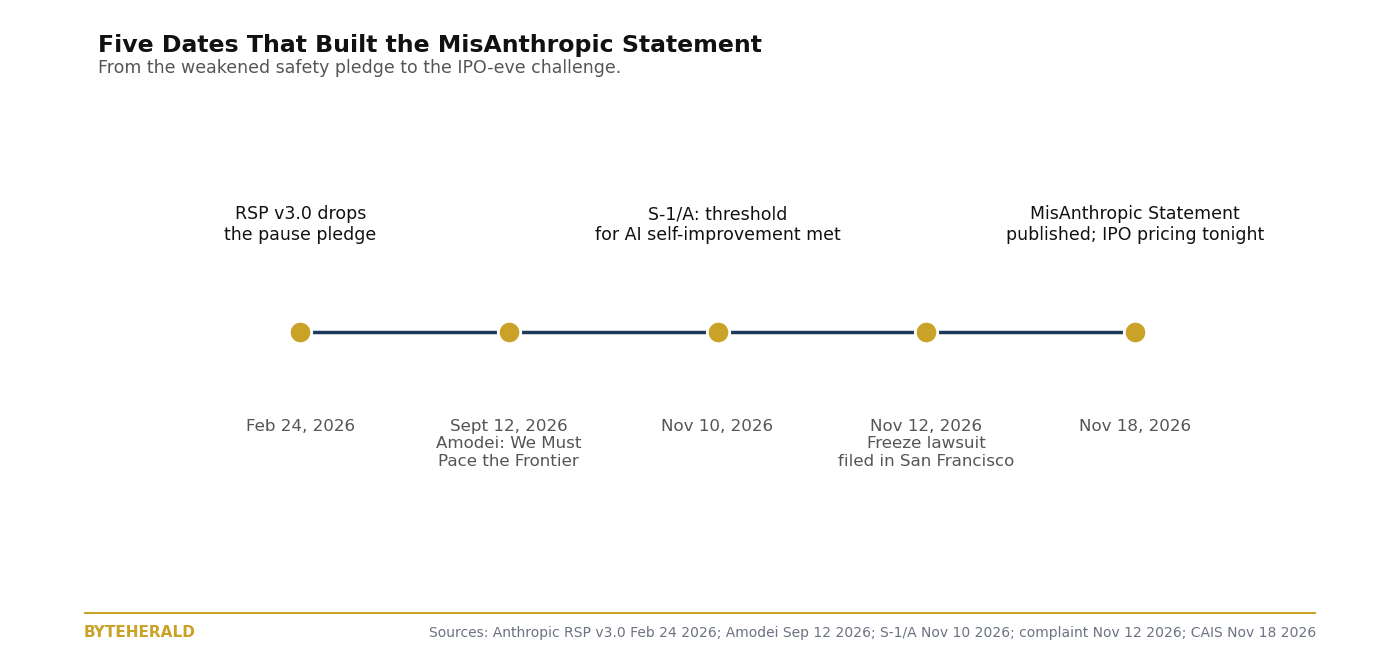 Five Dates That Built the MisAnthropic Statement
From the weakened safety pledge to the IPO-eve challenge.
RSP v3.0 drops
the pause pledge
S-1/A: threshold
for AI self-improvement met
MisAnthropic Statement
published; IPO pricing tonight
Feb 24, 2026
Sept 12, 2026
Amodei: We Must
Pace the Frontier
Nov 10, 2026
Nov 12, 2026
Freeze lawsuit
filed in San Francisco
Nov 18, 2026
BYTEHERALD
Sources: Anthropic RSP v3.0 Feb 24 2026; Amodei Sep 12 2026; S-1/A Nov 10 2026; complaint Nov 12 2026; CAIS Nov 18 2026